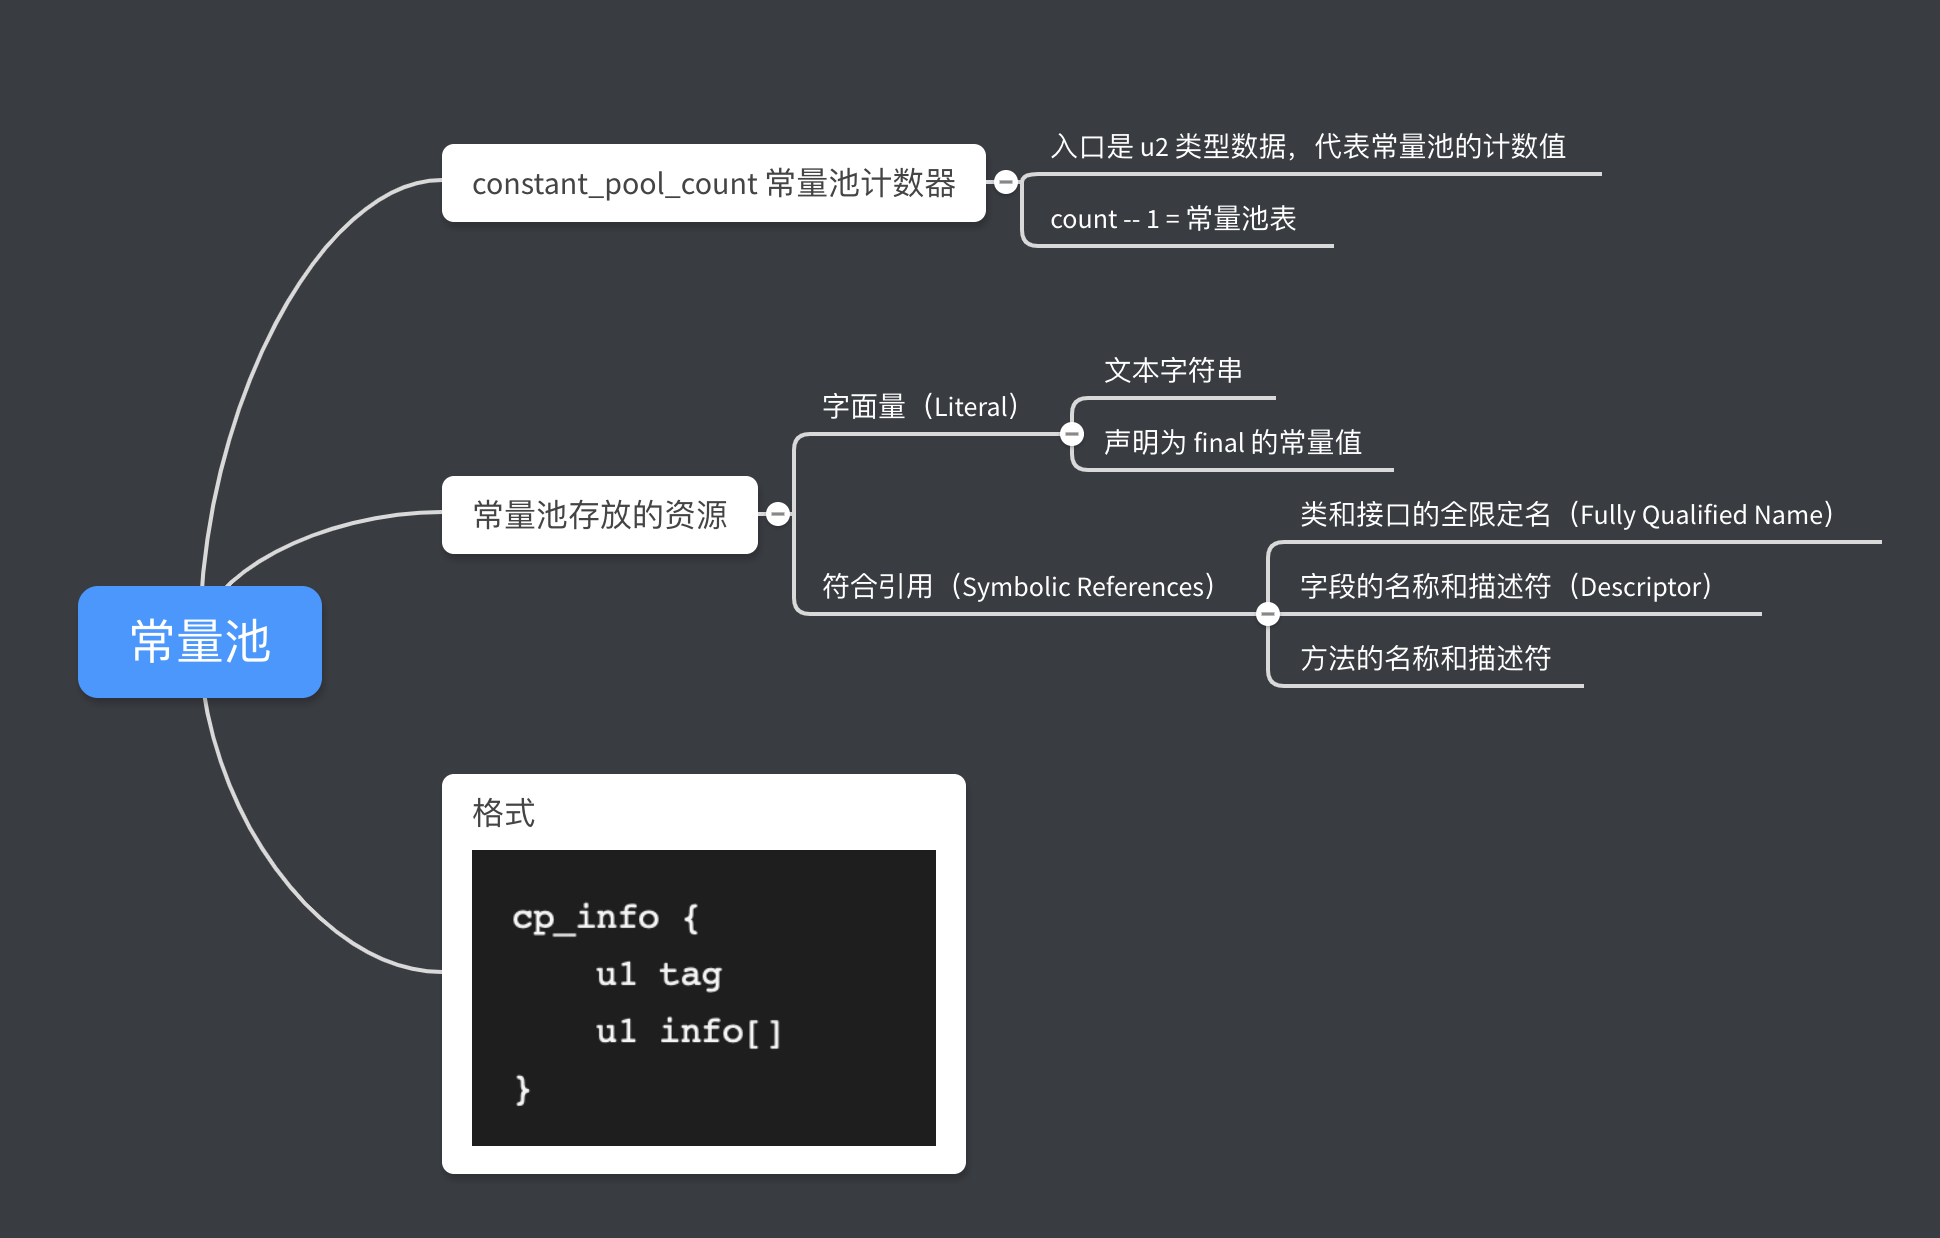 constant_pool_count 常量池计数器
入口是 u2 类型数据，代表常量池的计数值
count -- 1 = 常量池表
常量池
常量池存放的资源
字面量（Literal）
文本字符串
声明为 final 的常量值
符合引用（Symbolic References）
类和接口的全限定名（Fully Qualified Name）
字段的名称和描述符（Descriptor）
方法的名称和描述符
格式
cp_info {
u1 tag
u1 info[]
}